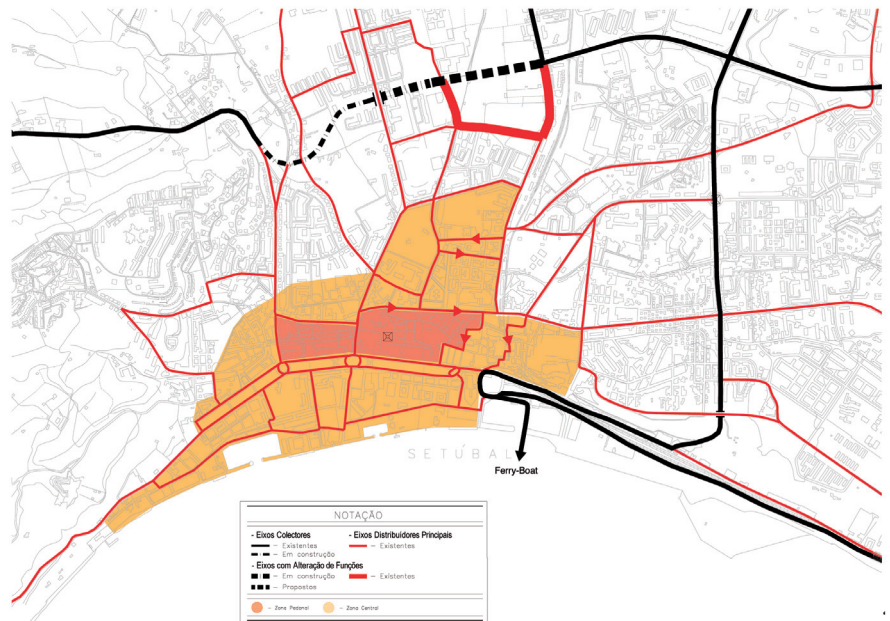 SETÚBAL
Ferry-Boat
NOTAÇÃO
- Eixos Colectores - Eixos Distribuídores Principais
- Existentes - Existentes
- Em construção
- Eixos com Alteração de Funções
- Em construção - Existentes
- Propostos
- Zona Pedonal - Zona Central